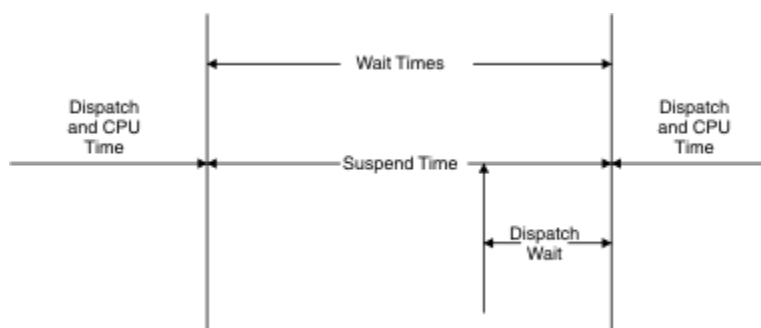 Wait Times
Dispatch
and CPU
Time
Dispatch
and CPU
Time
Suspend Time
Dispatch
Wait